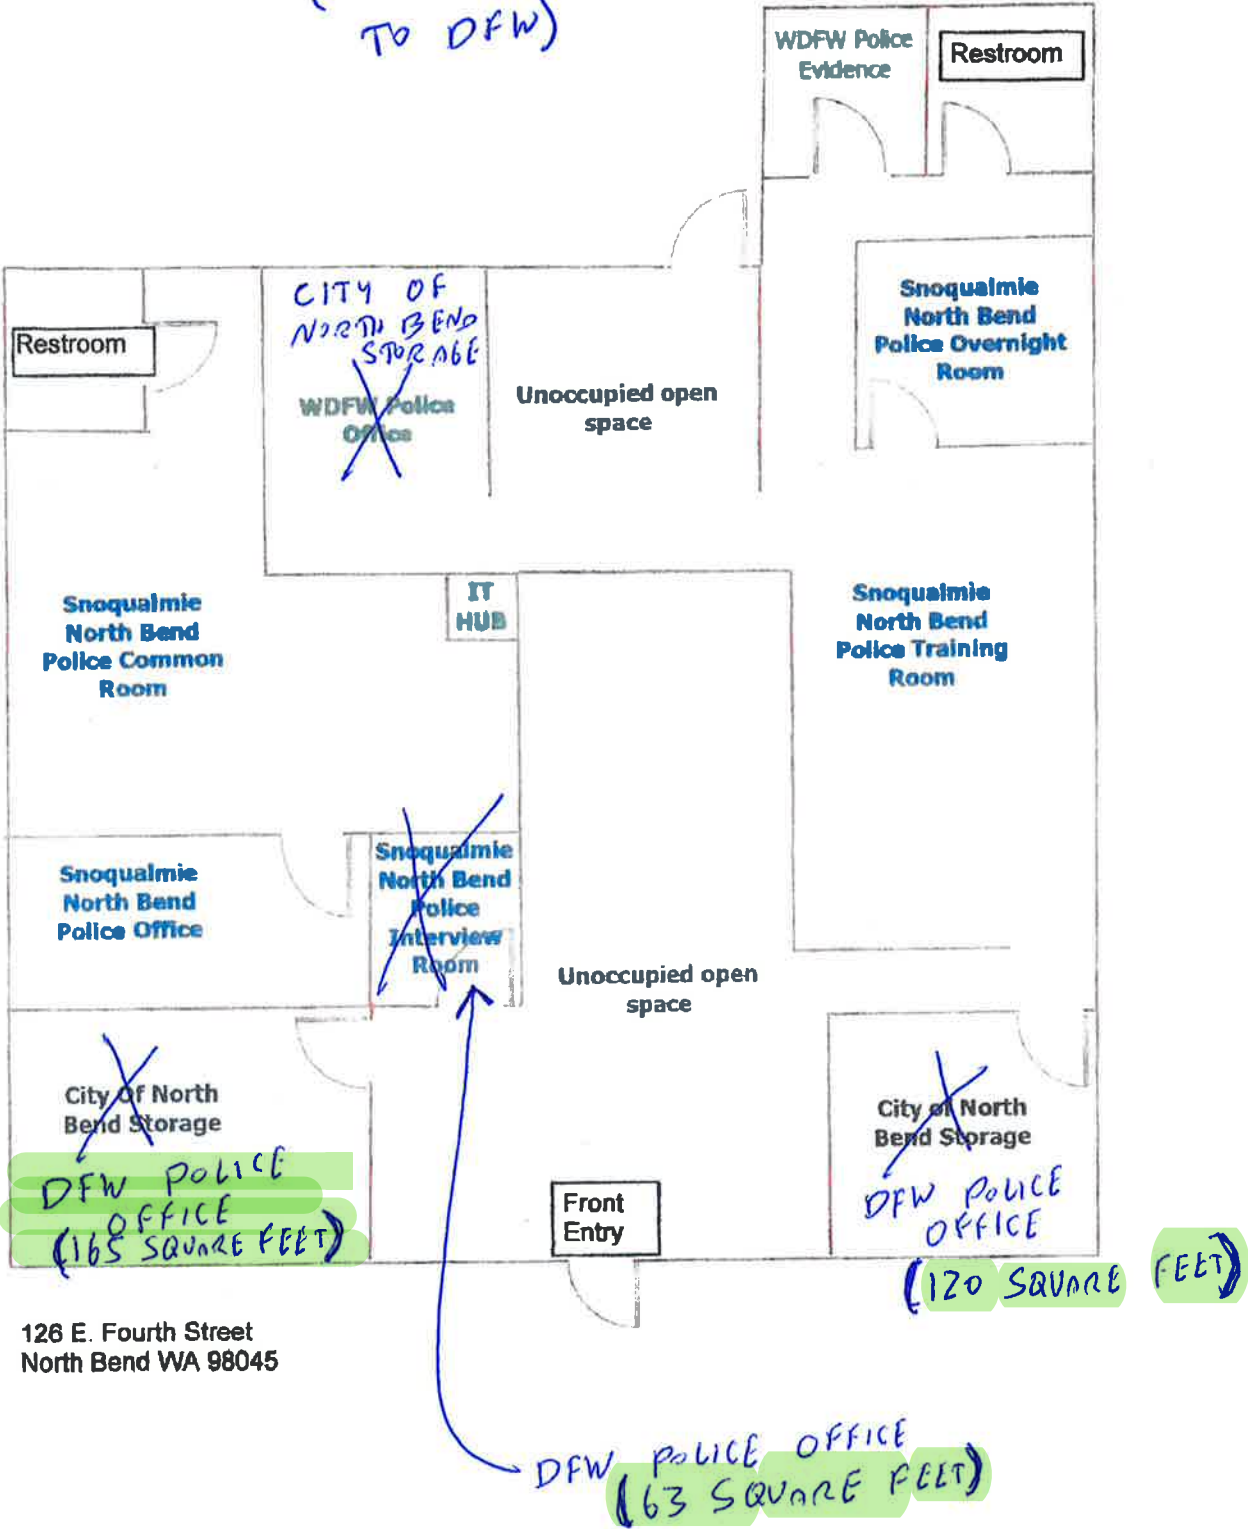 TO DFW)
WDFW Police
Evidence
Restroom
CITY OF
NORTH BEND
STORAGE
WDFW Police
Office
Restroom
Unoccupied open
space
Snoqualmie
North Bend
Police Overnight
Room
Snoqualmie
North Bend
Police Common
Room
IT
HUB
Snoqualmie
North Bend
Police Training
Room
Snoqualmie
North Bend
Police Office
Snoqualmie
North Bend
Police
Interview
Room
Unoccupied open
space
City Of North
Bend Storage
DFW POLICE
OFFICE
(165 SQUARE FEET)
Front
Entry
City of North
Bend Storage
DFW POLICE
OFFICE
(120 SQUARE FEET)
126 E. Fourth Street
North Bend WA 98045
DFW POLICE OFFICE
(63 SQUARE FEET)